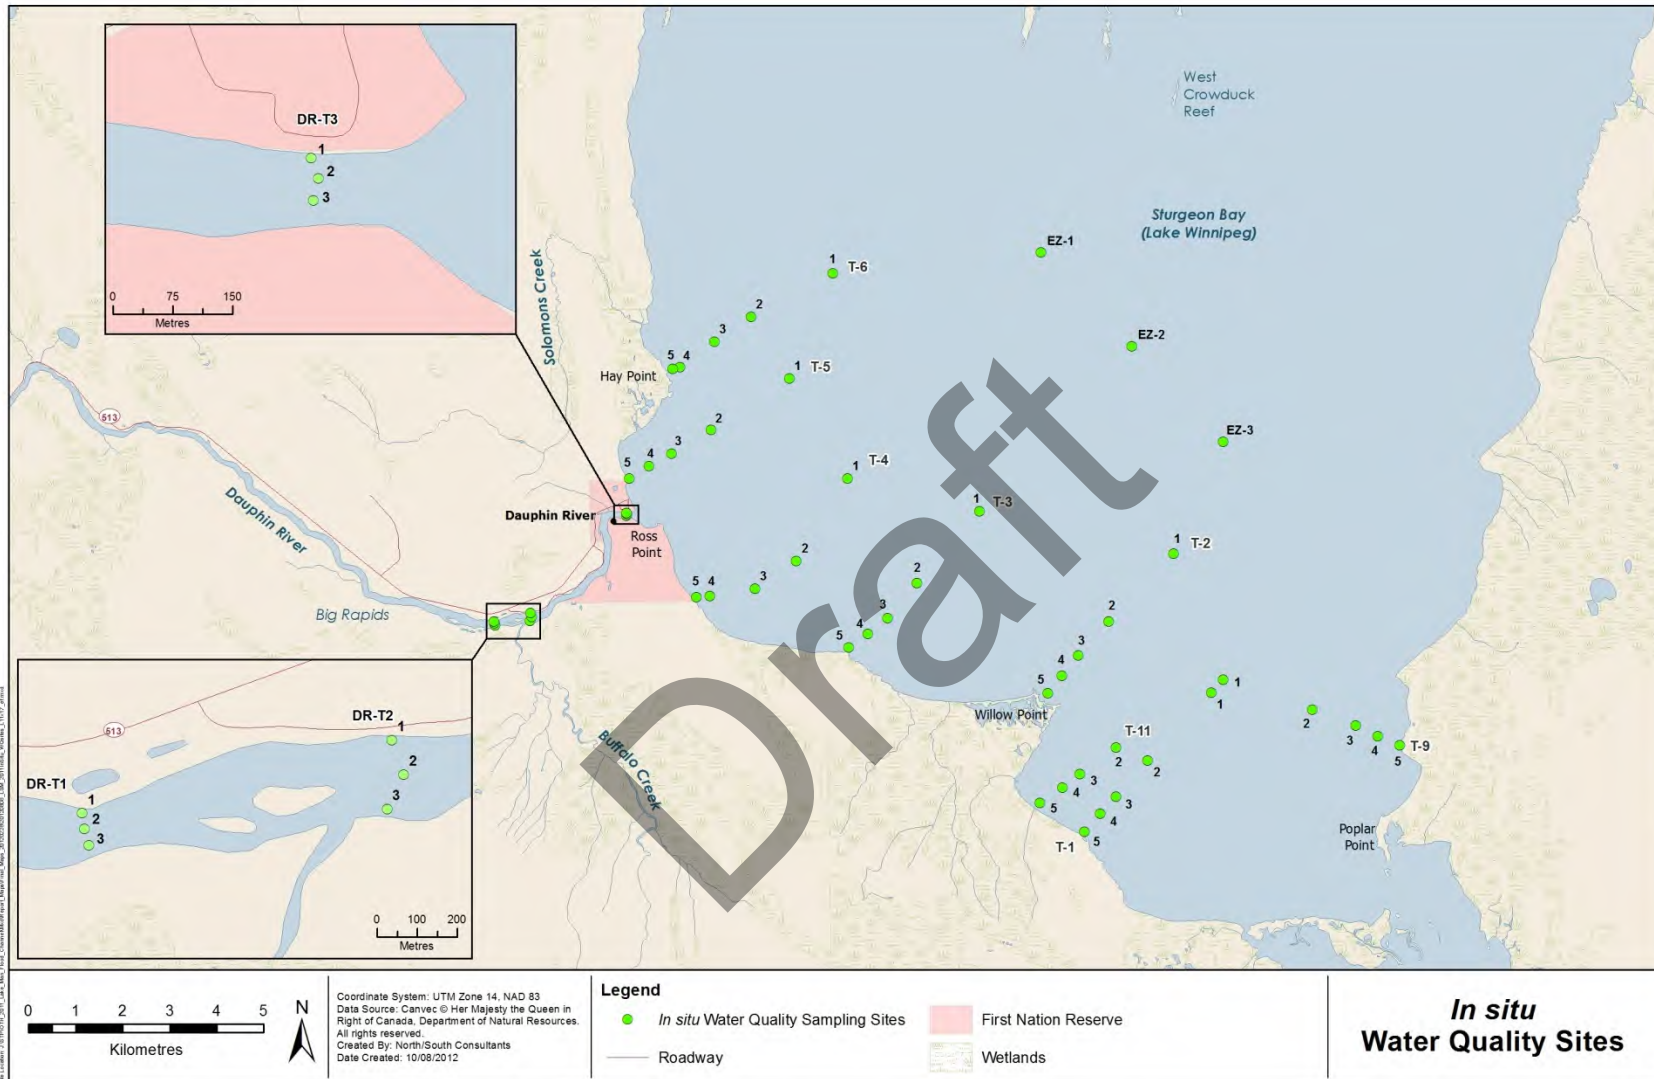 DR-T3
1
2
3
0 75 150
Metres
West
Crowduck
Reef
Sturgeon Bay
(Lake Winnipeg)
EZ-1
EZ-2
EZ-3
1 T-6
2
3
5 4
Hay Point
Solomons Creek
1 T-5
2
3
4
5
1 T-4
2
3
5 4
1 T-3
2
3
4
5
1 T-2
2
3
4
5
513
Dauphin River
Dauphin River
Ross
Point
Big Rapids
Buffalo Creek
Willow Point
1
1
2
3
4
5
T-9
T-11
2
2
3
4
5
3
4
5
T-1
Poplar
Point
513
DR-T1
1
2
3
DR-T2
1
2
3
0 100 200
Metres
Draft
0 1 2 3 4 5
Kilometres
N
Coordinate System: UTM Zone 14, NAD 83
Data Source: Canvec © Her Majesty the Queen in
Right of Canada, Department of Natural Resources.
All rights reserved.
Created By: North/South Consultants
Date Created: 10/08/2012
Legend
In situ Water Quality Sampling Sites
Roadway
First Nation Reserve
Wetlands
In situ
Water Quality Sites